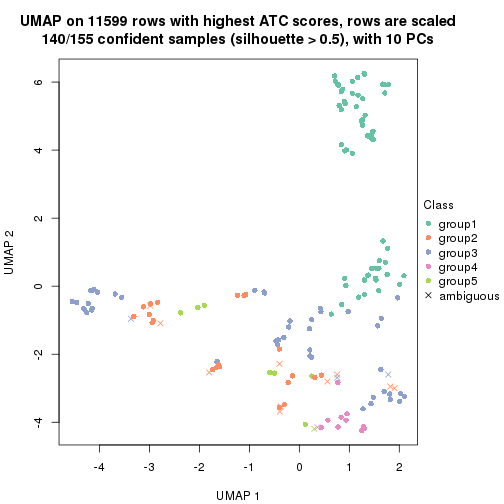 UMAP on 11599 rows with highest ATC scores, rows are scaled
140/155 confident samples (silhouette > 0.5), with 10 PCs
6
4
2
0
-2
-4
UMAP 2
-4
-3
-2
-1
0
1
2
UMAP 1
Class
group1
group2
group3
group4
group5
ambiguous